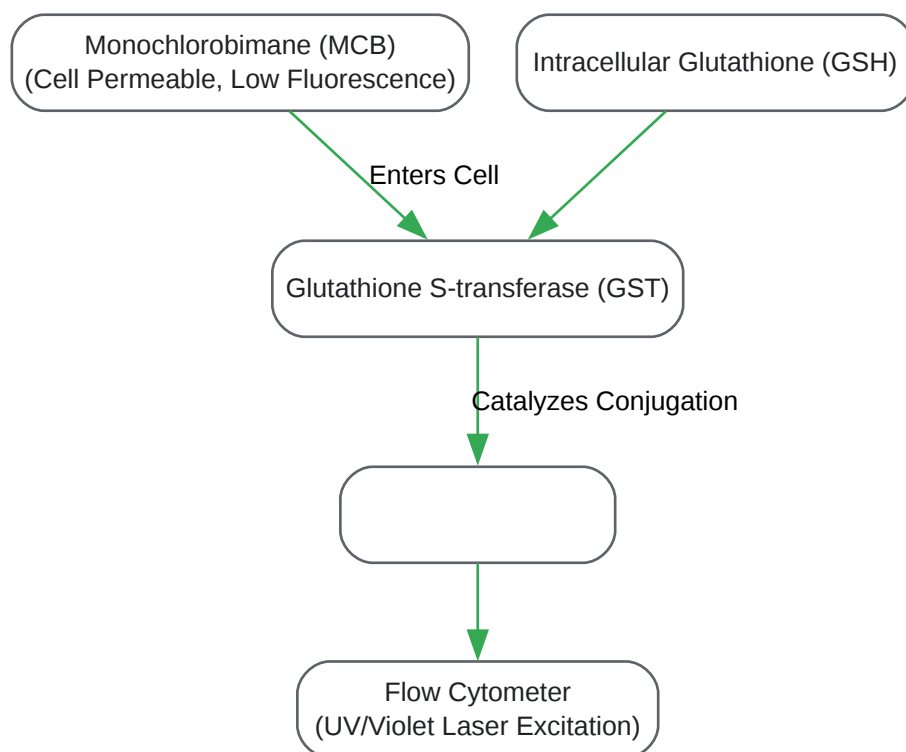 Monochlorobimane (MCB)
(Cell Permeable, Low Fluorescence)
Intracellular Glutathione (GSH)
Enters Cell
Glutathione S-transferase (GST)
Catalyzes Conjugation
Flow Cytometer
(UV/Violet Laser Excitation)